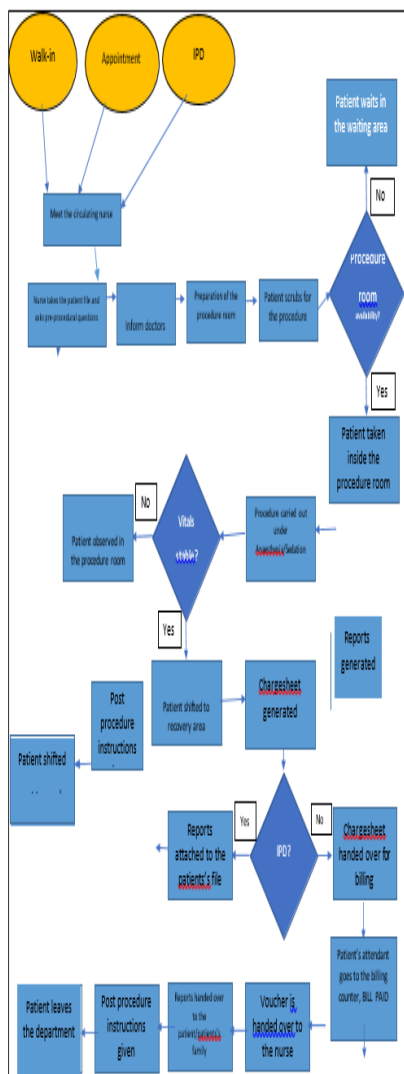 Walk-in
Appointment
IPD
Patient waits in
the waiting area
No
Meet the circulating nurse
Procedure
room
availability?
Nurse takes the patient file and
asks pre-procedural questions
Inform doctors
Preparation of the
procedure room
Patient scrubs for
the procedure
Yes
Patient taken
inside the
procedure room
No
Vitals
stable?
Procedure carried out
under
Anaesthesia/Sedation
Patient observed in
the procedure room
Yes
Reports
generated
Patient shifted to
recovery area
Chargesheet
generated
Post
procedure
instructions
Patient shifted
Yes
No
Reports
attached to the
patients's file
IPD?
Chargesheet
handed over for
billing
Patient's attendant
goes to the billing
counter, BILL PAID
Patient leaves
the department
Post procedure
instructions
given
Reports handed over
to the
patient/patient's
family
Voucher is
handed over to
the nurse